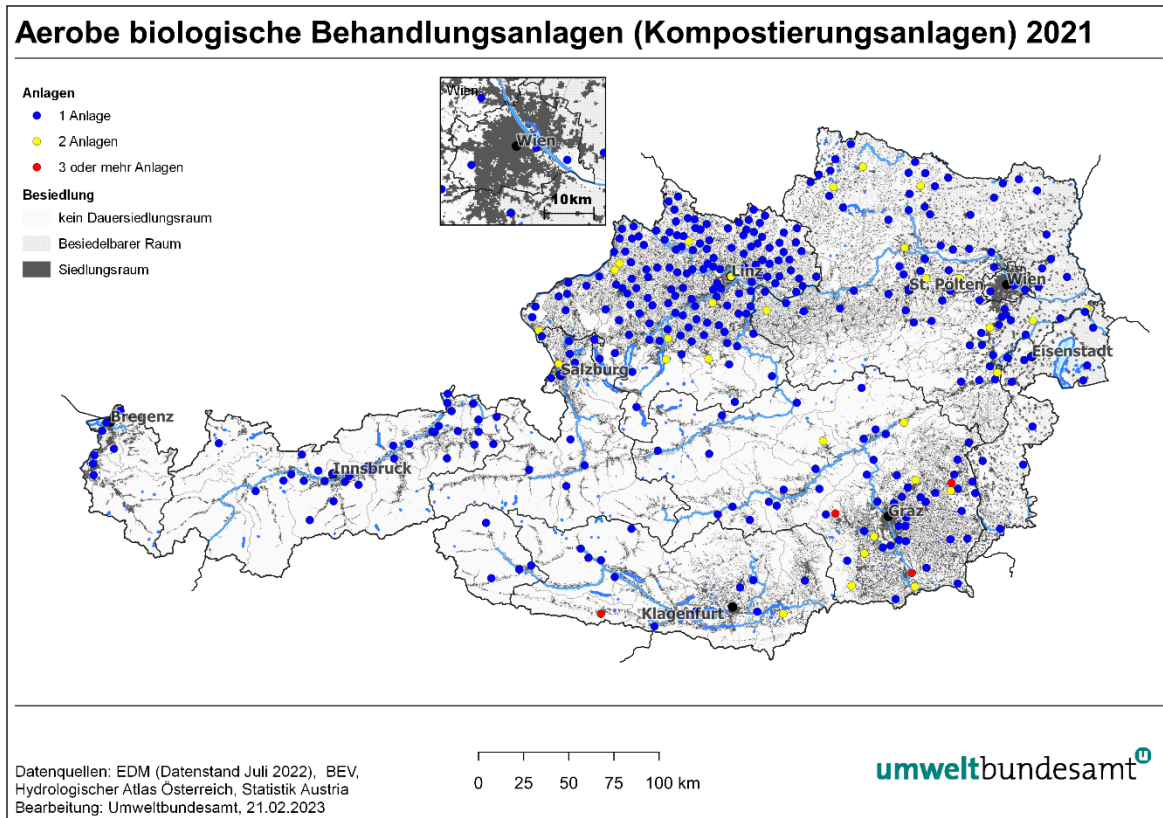 Aerobe biologische Behandlungsanlagen (Kompostierungsanlagen) 2021
Anlagen
1 Anlage
2 Anlagen
3 oder mehr Anlagen
Besiedlung
kein Dauersiedlungsraum
Besiedelbarer Raum
Siedlungsraum
Wien
Wien
10km
Linz
St. Pölten
Wien
Eisenstadt
Salzburg
Bregenz
Innsbruck
Graz
Klagenfurt
Datenquellen: EDM (Datenstand Juli 2022), BEV,
Hydrologischer Atlas Österreich, Statistik Austria
Bearbeitung: Umweltbundesamt, 21.02.2023
0 25 50 75 100 km
umweltbundesamt u